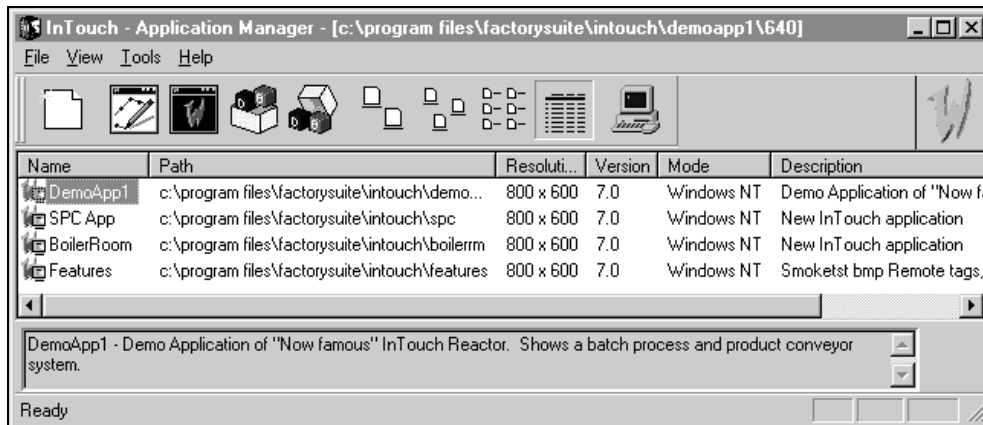 InTouch - Application Manager - [c:\program files\factorysuite\intouch\demoapp1\640]
File View Tools Help
Name Path Resoluti... Version Mode Description
DemoApp1 c:\program files\factorysuite\intouch\demo... 800 x 600 7.0 Windows NT Demo Application of "Now f
SPC App c:\program files\factorysuite\intouch\spc 800 x 600 7.0 Windows NT New InTouch application
BoilerRoom c:\program files\factorysuite\intouch\boilerrm 800 x 600 7.0 Windows NT New InTouch application
Features c:\program files\factorysuite\intouch\features 800 x 600 7.0 Windows NT Smoketst bmp Remote tags,
DemoApp1 - Demo Application of "Now famous" InTouch Reactor. Shows a batch process and product conveyor
system.
Ready